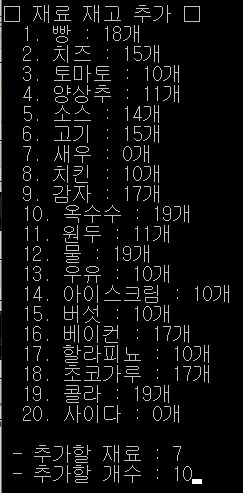 □ 재료 재고 추가 □
1. 빵 : 18개
2. 치즈 : 15개
3. 토마토 : 10개
4. 양상추 : 11개
5. 소스 : 14개
6. 고기 : 15개
7. 새우 : 0개
8. 치킨 : 10개
9. 감자 : 17개
10. 옥수수 : 19개
11. 원두 : 11개
12. 물 : 19개
13. 우유 : 10개
14. 아이스크림 : 10개
15. 버섯 : 10개
16. 베이컨 : 17개
17. 할라피뇨 : 10개
18. 초코가루 : 17개
19 콜라 : 19개
20. 사이다 : 0개
- 추가할 재료 : 7
- 추가할 개수 : 10